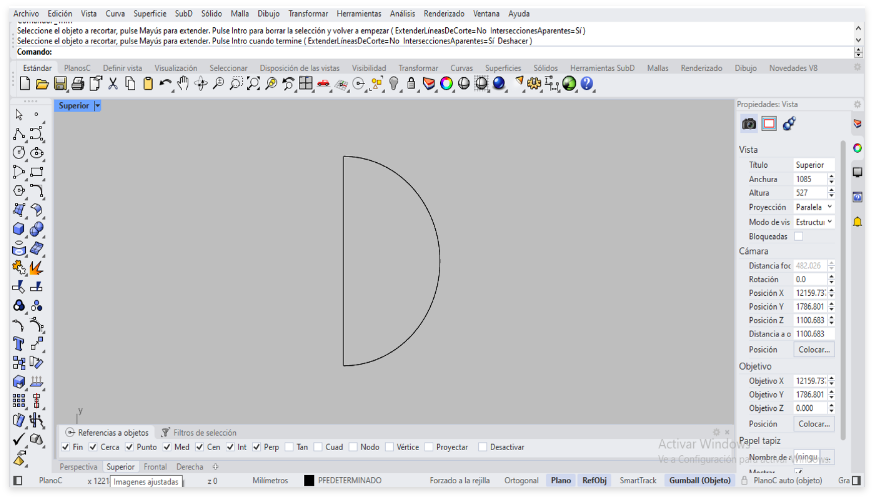 Archivo Edición Vista Curva Superficie SubD Sólido Malla Dibujo Transformar Herramientas Análisis Renderizado Ventana Ayuda
Seleccione el objeto a recortar, pulse Mayús para extender. Pulse Intro para borrar la selección y volver a empezar ( ExtenderLíneasDeCorte=No IntersecciónesAparentes=Sí )
Seleccione el objeto a recortar, pulse Mayús para extender. Pulse Intro cuando termine ( ExtenderLíneasDeCorte=No IntersecciónesAparentes=Sí Deshacer )
Comando:
Estándar PlanosC Definir vista Visualización Seleccionar Disposición de las vistas Visibilidad Transformar Curvas Superficies Sólidos Herramientas SubD Mallas Renderizado Dibujo Novedades V8
Superior
Propiedades: Vista
Vista
Título Superior
Anchura 1085
Altura 527
Proyección Paralela
Modo de vis Estructu
Bloqueadas
Cámara
Distancia foc 482.026
Rotación 0.0
Posición X 12159.73
Posición Y 1786.801
Posición Z 1100.683
Distancia a o 1100.683
Posición Colocar...
Objetivo
Objetivo X 12159.73
Objetivo Y 1786.801
Objetivo Z 0.000
Posición Colocar...
Papel tapiz
Nombre de a (ningu ...
Mostrar
y
Referencias a objetos Filtros de selección
Fin Cerca Punto Med Cen Int Perp Tan Cuad Nodo Vértice Proyectar Desactivar
Activar Windows
Ve a Configuración para activar Windows.
Perspectiva Superior Frontal Derecha
PlanoC x 1221 Imagenes ajustadas z 0 Milímetros PREDETERMINADO Forzado a la rejilla Ortogonal Plano RefObj SmartTrack Gumball (Objeto) PlanoC auto (objeto) Gra